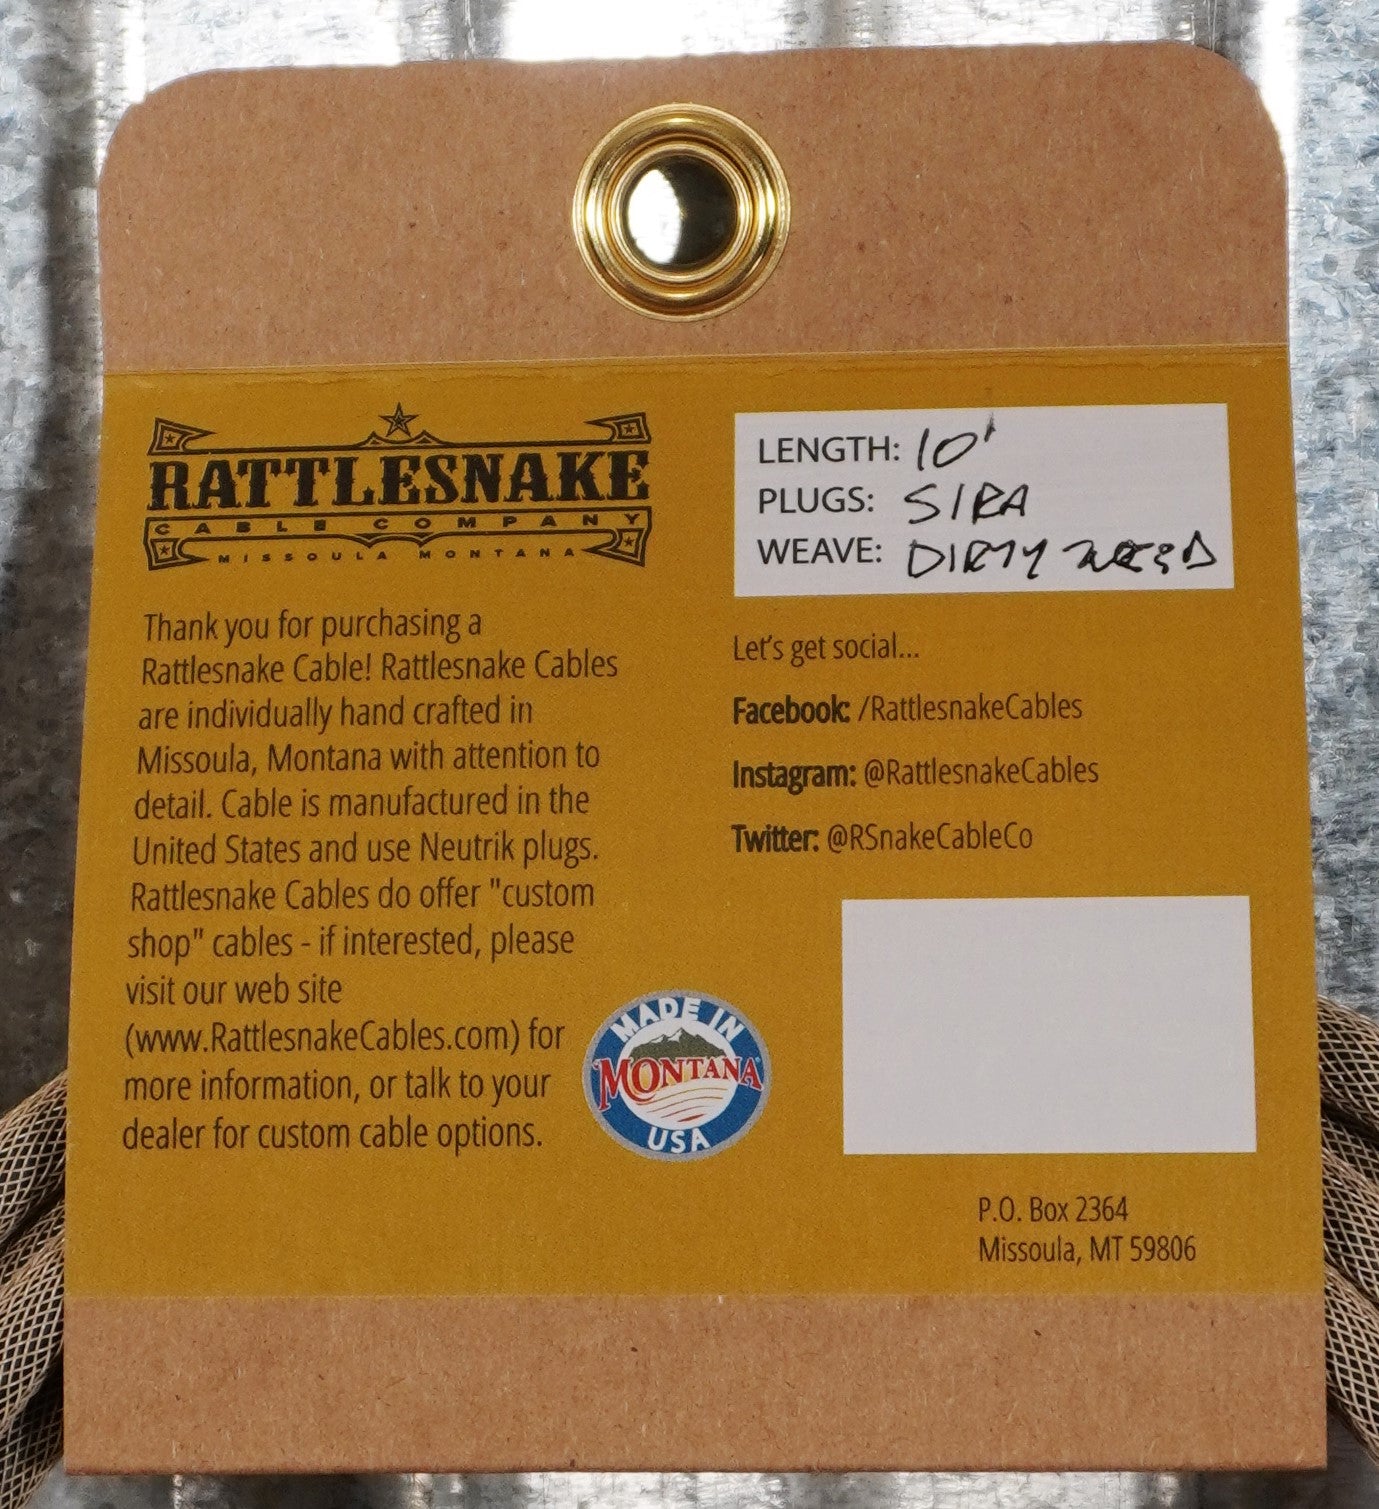 RATTLESNAKE
CABLE COMPANY
MISSOULA MONTANA
Thank you for purchasing a
Rattlesnake Cable! Rattlesnake Cables
are individually hand crafted in
Missoula, Montana with attention to
detail. Cable is manufactured in the
United States and use Neutrik plugs.
Rattlesnake Cables do offer "custom
shop" cables - if interested, please
visit our web site
(www.RattlesnakeCables.com) for
more information, or talk to your
dealer for custom cable options.
MADE IN
MONTANA
USA
LENGTH: 10'
PLUGS: S/RA
WEAVE: DIRTY TWEED
Let's get social...
Facebook: /RattlesnakeCables
Instagram: @RattlesnakeCables
Twitter: @RSnakeCableCo
P.O. Box 2364
Missoula, MT 59806